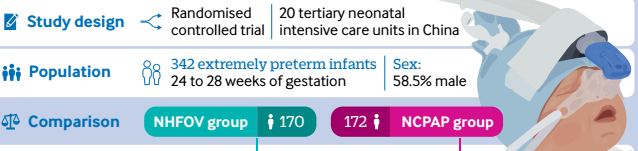 Study design
Randomised
controlled trial
20 tertiary neonatal
intensive care units in China
Population
342 extremely preterm infants
24 to 28 weeks of gestation
Sex:
58.5% male
Comparison
NHFOV group 170
172 NCPAP group